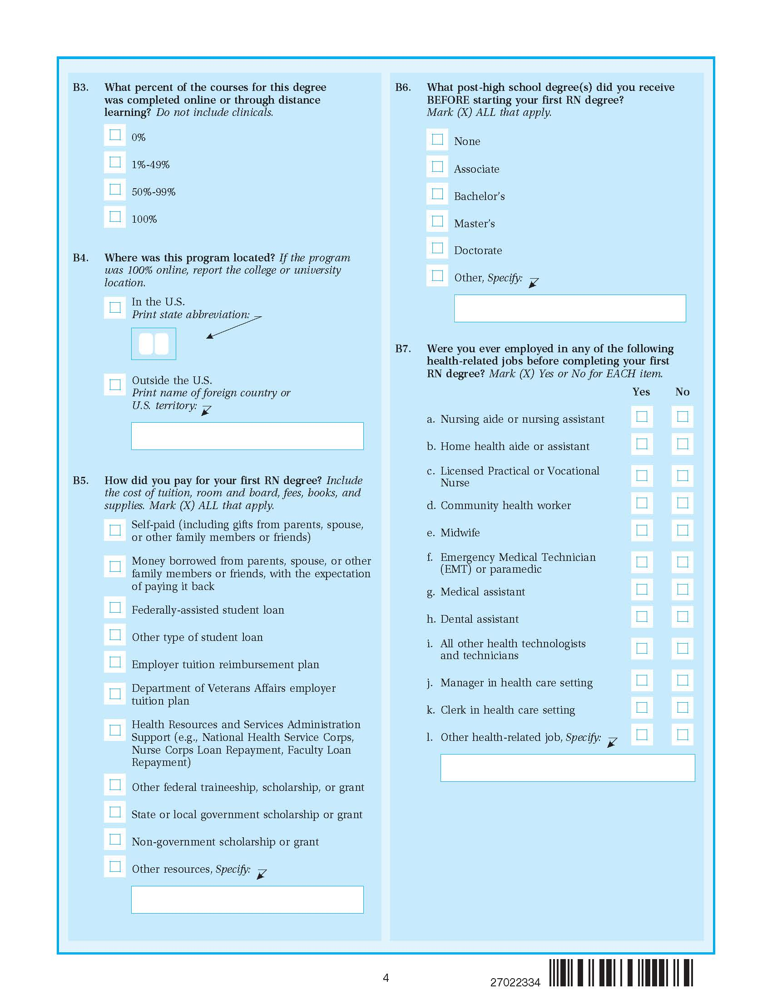 B3. What percent of the courses for this degree
was completed online or through distance
learning? Do not include clinicals.
0%
1%-49%
50%-99%
100%
B4. Where was this program located? If the program
was 100% online, report the college or university
location.
In the U.S.
Print state abbreviation:
Outside the U.S.
Print name of foreign country or
U.S. territory:
B5. How did you pay for your first RN degree? Include
the cost of tuition, room and board, fees, books, and
supplies. Mark (X) ALL that apply.
Self-paid (including gifts from parents, spouse,
or other family members or friends)
Money borrowed from parents, spouse, or other
family members or friends, with the expectation
of paying it back
Federally-assisted student loan
Other type of student loan
Employer tuition reimbursement plan
Department of Veterans Affairs employer
tuition plan
Health Resources and Services Administration
Support (e.g., National Health Service Corps,
Nurse Corps Loan Repayment, Faculty Loan
Repayment)
Other federal traineeship, scholarship, or grant
State or local government scholarship or grant
Non-government scholarship or grant
Other resources, Specify:
B6. What post-high school degree(s) did you receive
BEFORE starting your first RN degree?
Mark (X) ALL that apply.
None
Associate
Bachelor's
Master's
Doctorate
Other, Specify:
B7. Were you ever employed in any of the following
health-related jobs before completing your first
RN degree? Mark (X) Yes or No for EACH item.
Yes No
a. Nursing aide or nursing assistant
b. Home health aide or assistant
c. Licensed Practical or Vocational
Nurse
d. Community health worker
e. Midwife
f. Emergency Medical Technician
(EMT) or paramedic
g. Medical assistant
h. Dental assistant
i. All other health technologists
and technicians
j. Manager in health care setting
k. Clerk in health care setting
l. Other health-related job, Specify:
4
27022334